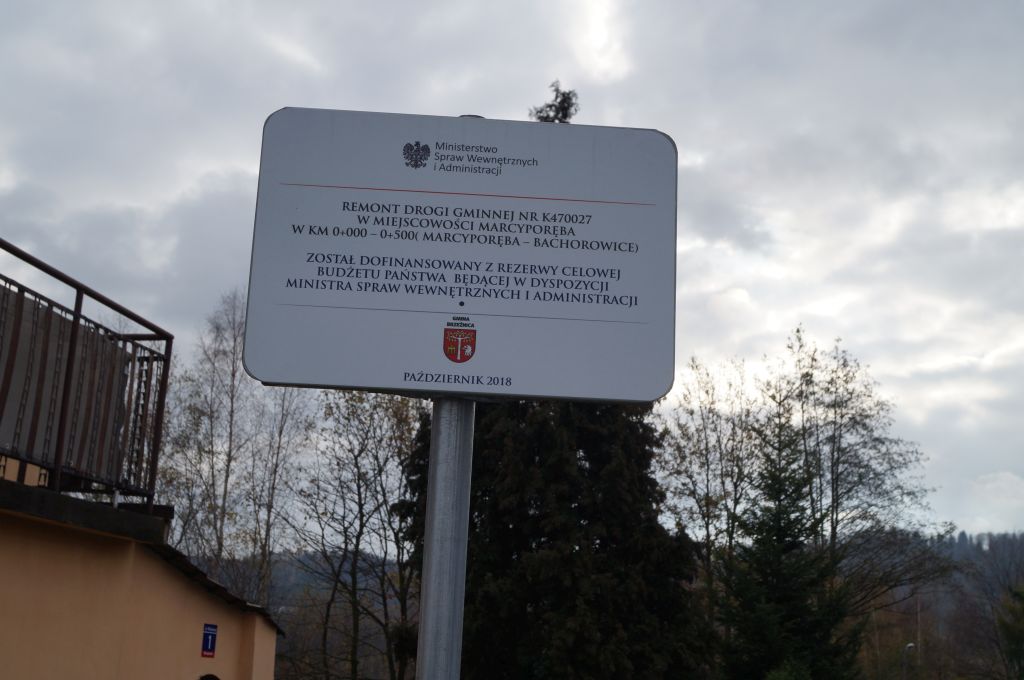 Ministerstwo
Spraw Wewnętrznych
i Administracji
REMONT DROGI GMINNEJ NR K470027
W MIEJSCOWOŚCI MARCYPORĘBA
W KM 0+000 – 0+500( MARCYPORĘBA – BACHOROWICE)
ZOSTAŁ DOFINANSOWANY Z REZERWY CELOWEJ
BUDŻETU PAŃSTWA BĘDĄCEJ W DYSPOZYCJI
MINISTRA SPRAW WEWNĘTRZNYCH I ADMINISTRACJI
GMINA
BRZEŹNICA
PAŹDZIERNIK 2018
1